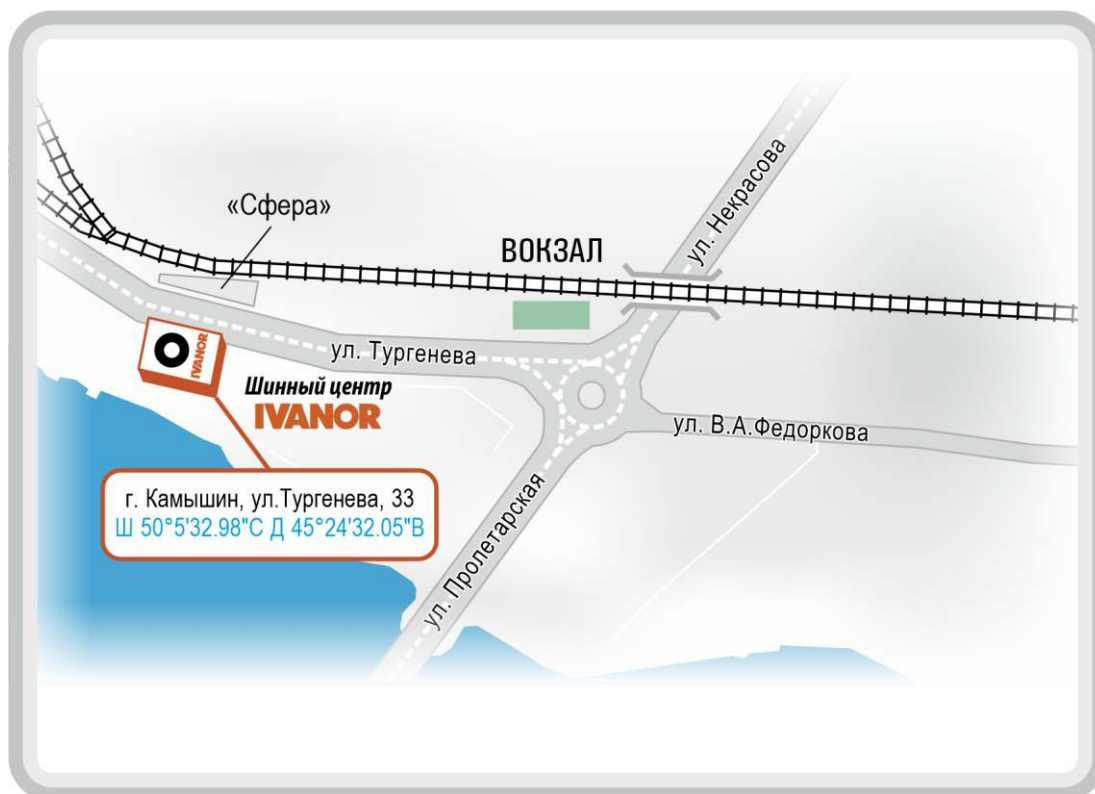 «Сфера»
ВОКЗАЛ
ул. Некрасова
ул. Тургенева
IVANOR
Шинный центр
IVANOR
ул. В.А.Федоркова
г. Камышин, ул.Тургенева, 33
Ш 50°5'32.98"С Д 45°24'32.05"В
ул. Пролетарская